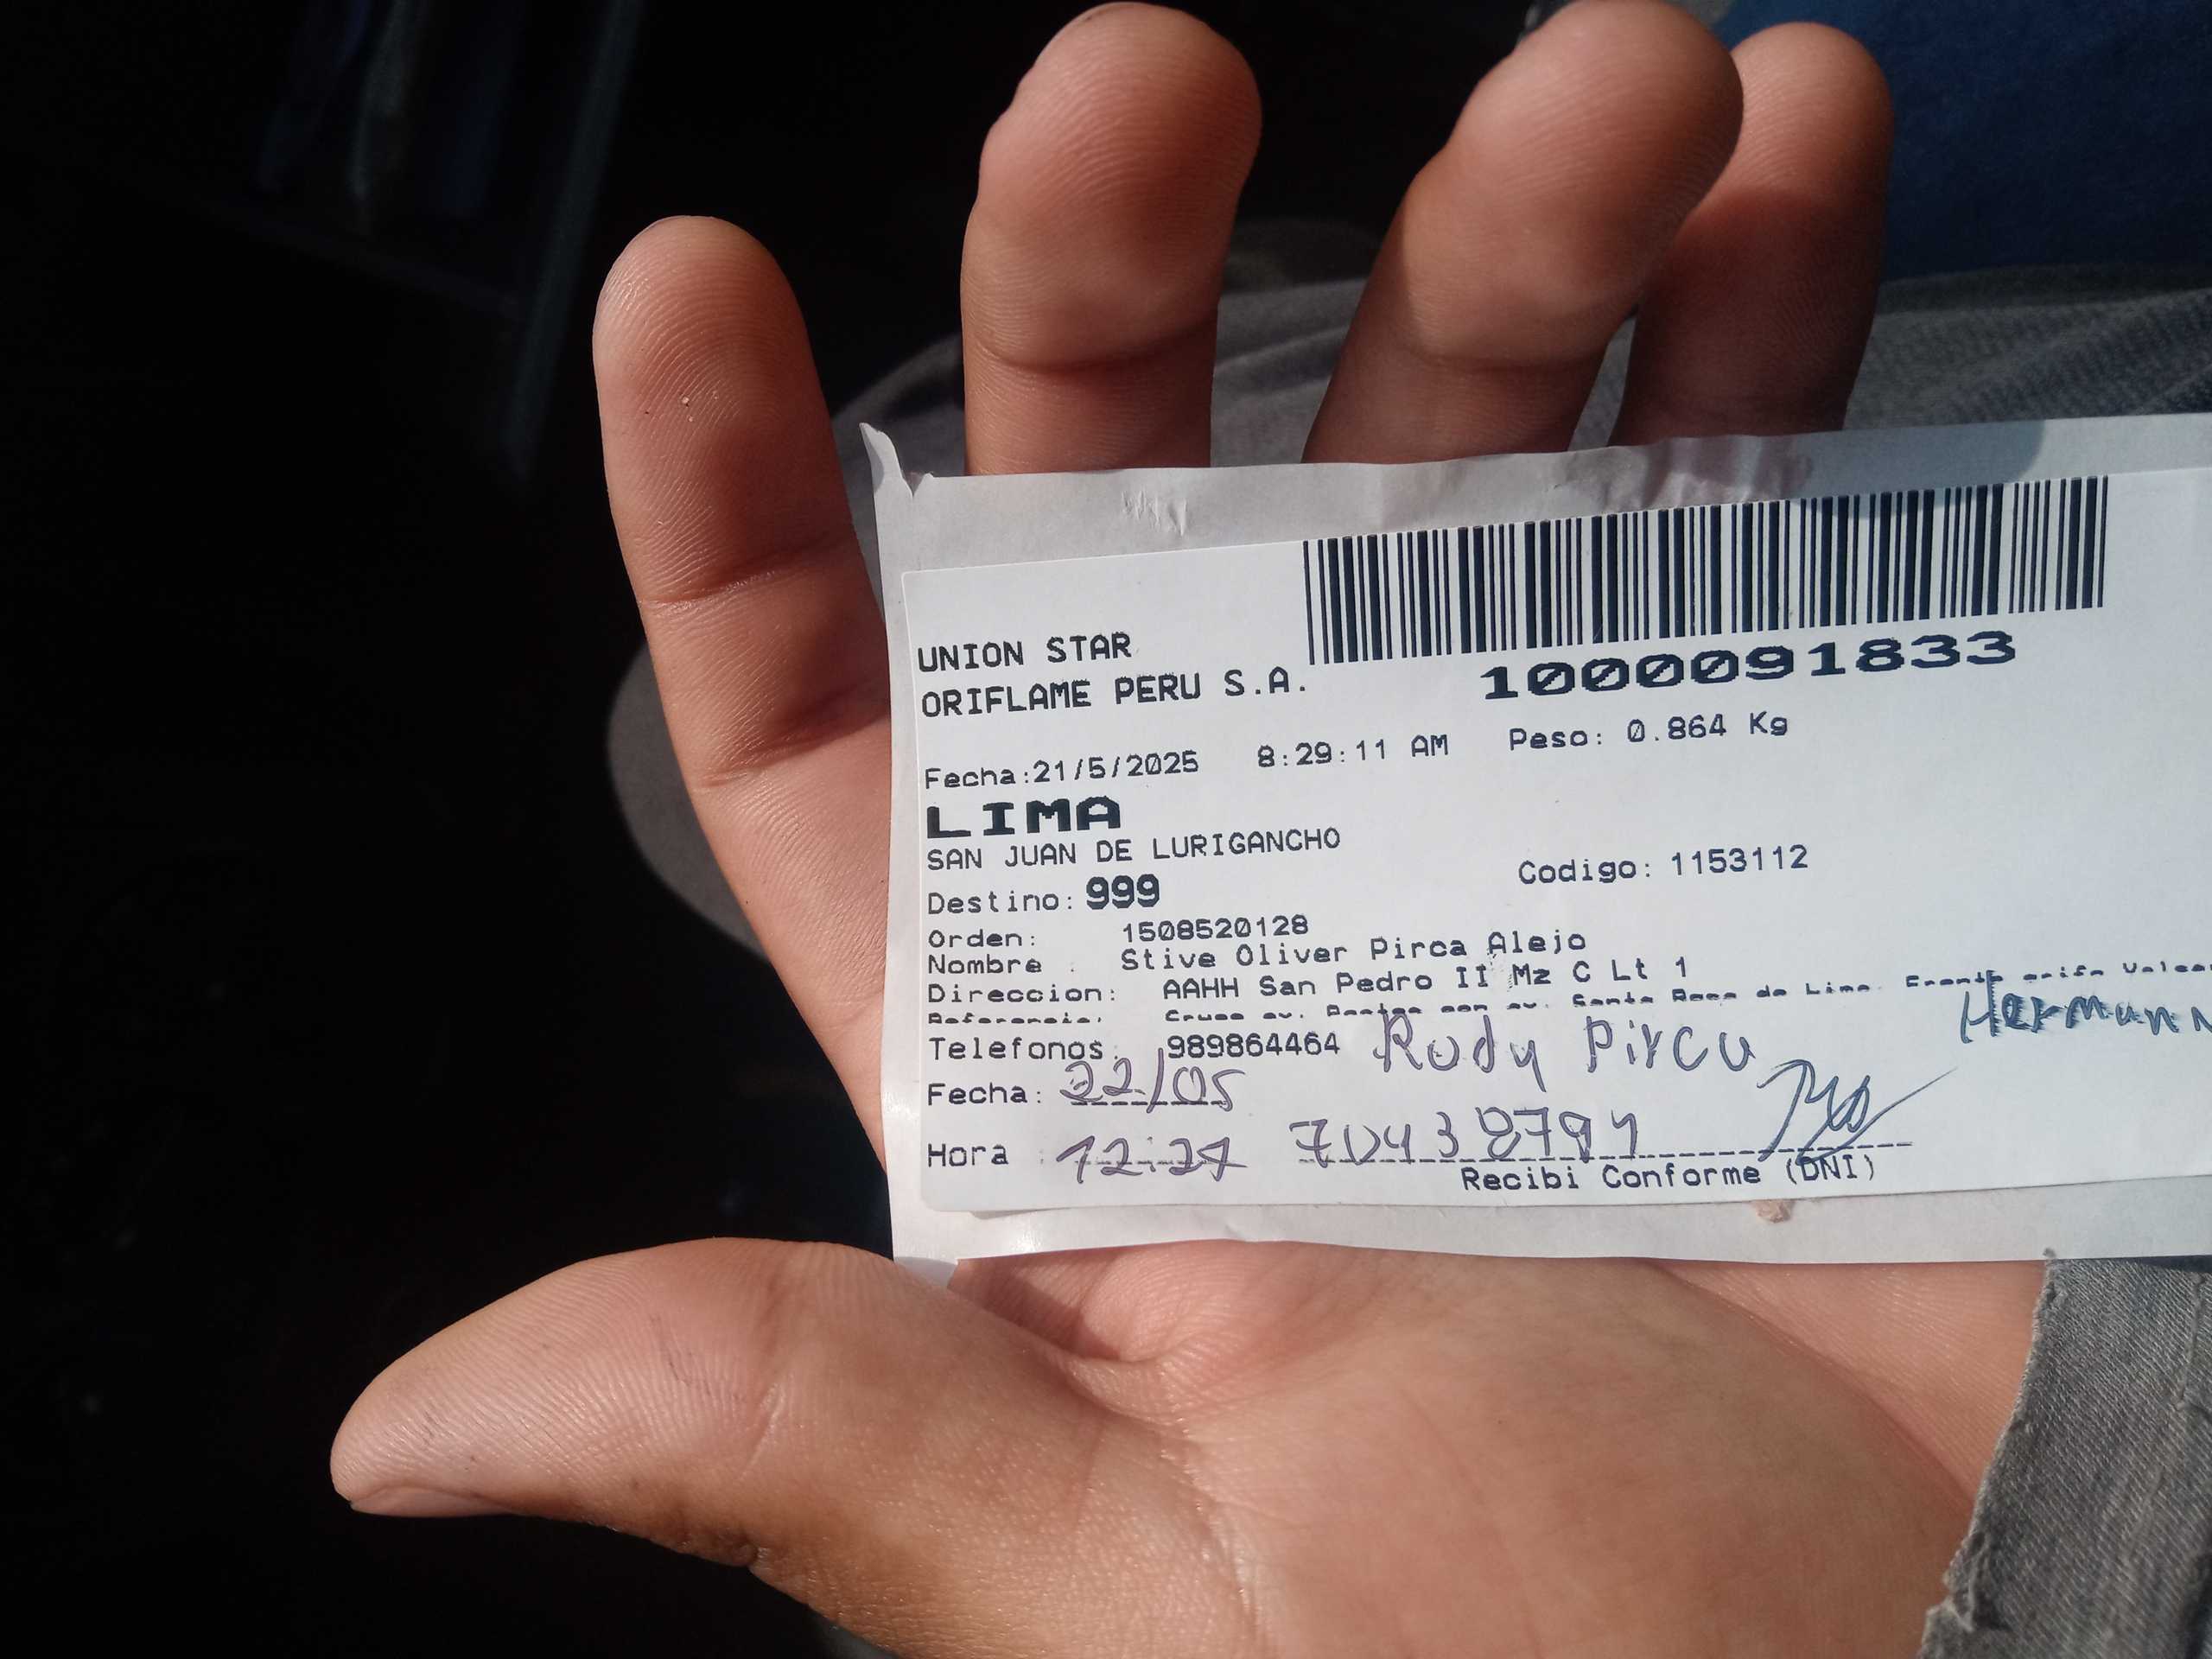 UNION STAR
ORIFLAME PERU S.A.
1000091833
Fecha:21/5/2025 8:29:11 AM Peso: 0.864 Kg
LIMA
SAN JUAN DE LURIGANCHO
Destino: 999 Codigo: 1153112
Orden: 1508520128
Nombre : Stive Oliver Pirca Alejo
Direccion: AAHH San Pedro II Mz C Lt 1
Telefonos: 989864464 Rudy Pirca
Fecha: 22/05
Hora : 12:27
Recibi Conforme (DNI)